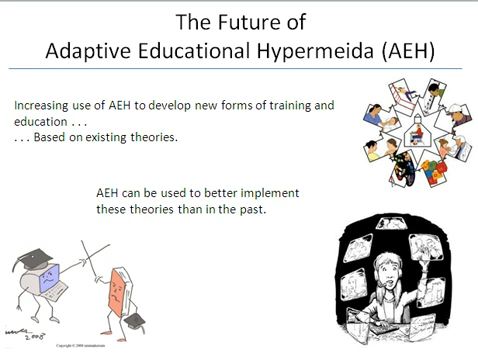 The Future of
Adaptive Educational Hypermeida (AEH)
Increasing use of AEH to develop new forms of training and
education . . .
. . . Based on existing theories.
AEH can be used to better implement
these theories than in the past.
2008